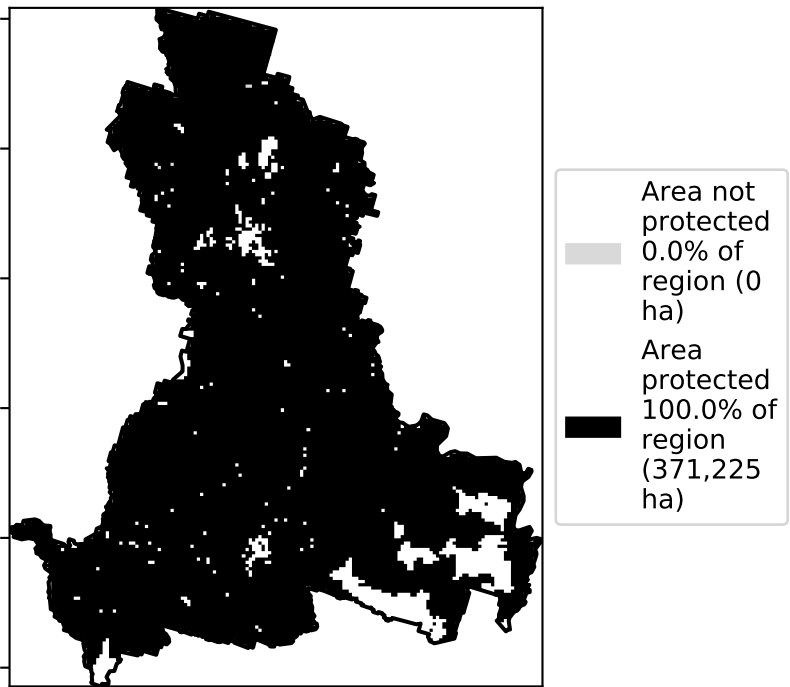 Area not
protected
0.0% of
region (0
ha)
Area
protected
100.0% of
region
(371,225
ha)